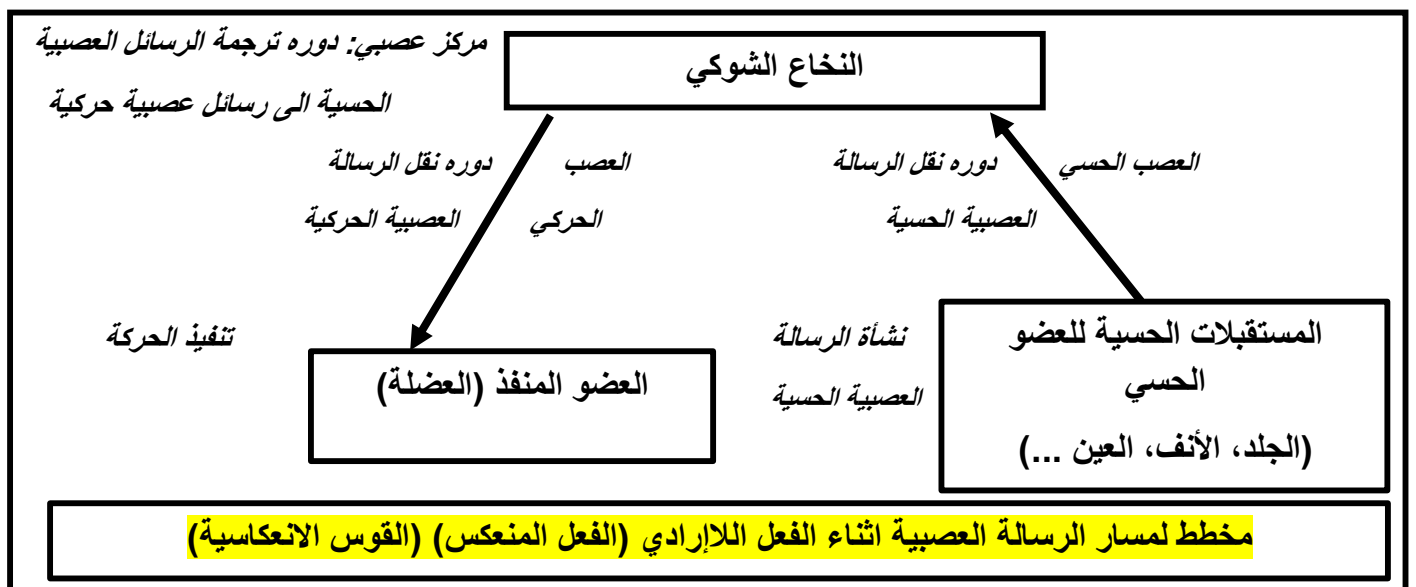 مركز عصبي: دوره ترجمة الرسائل العصبية
الحسية الى رسائل عصبية حركية
النخاع الشوكي
العصب الحسي
دوره نقل الرسالة
العصبية الحسية
العصب
الحركي
دوره نقل الرسالة
العصبية الحركية
المستقبلات الحسية للعضو
الحسي
(الجلد، الأنف، العين ...)
نشأة الرسالة
العصبية الحسية
العضو المنفذ (العضلة)
تنفيذ الحركة
مخطط لمسار الرسالة العصبية اثناء الفعل اللاإرادي (الفعل المنعكس) (القوس الانعكاسية)